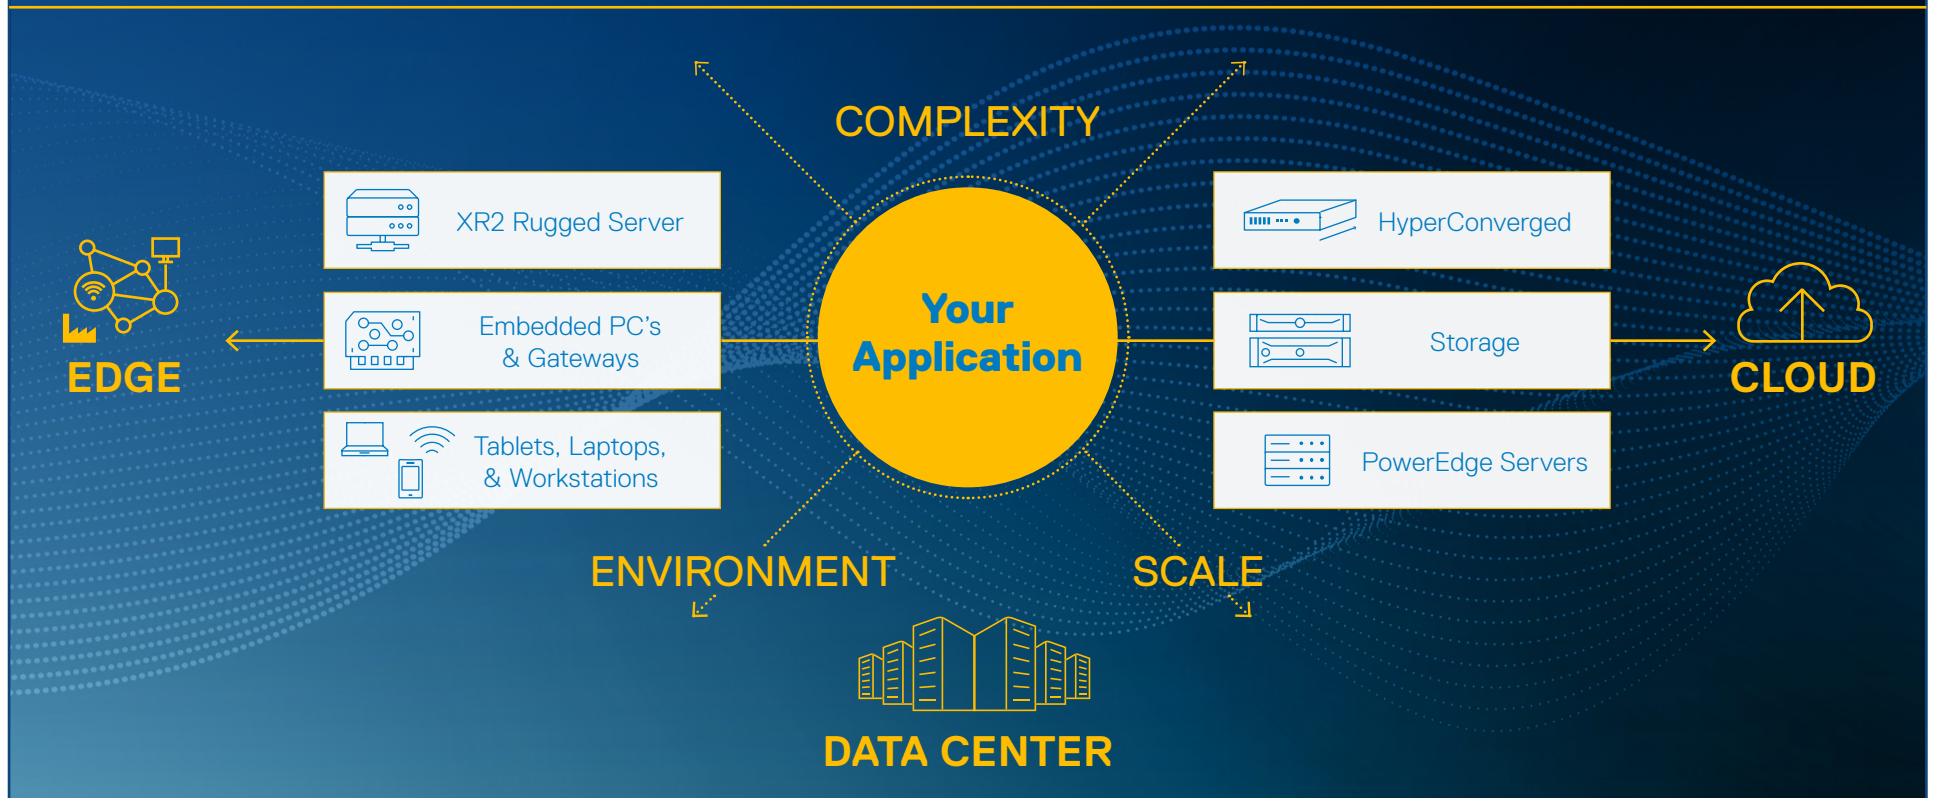 COMPLEXITY
XR2 Rugged Server
HyperConverged
Your
Application
Embedded PC's
& Gateways
Storage
EDGE
CLOUD
Tablets, Laptops,
& Workstations
PowerEdge Servers
ENVIRONMENT
SCALE
DATA CENTER